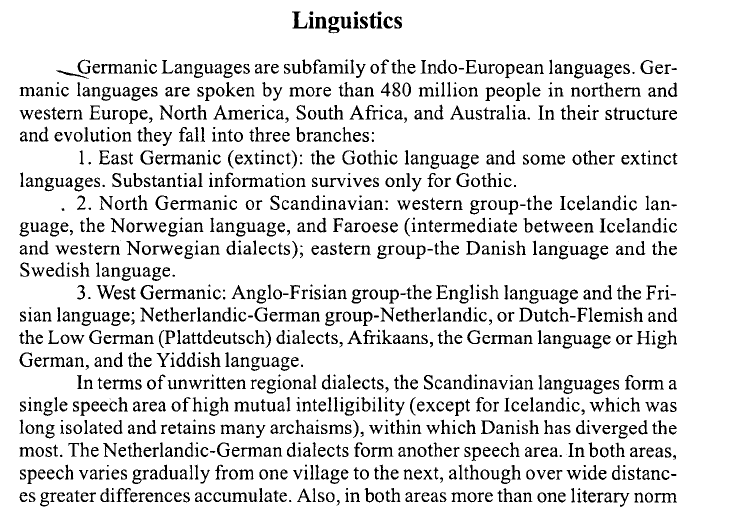 Linguistics
Germanic Languages are subfamily of the Indo-European languages. Ger-
manic languages are spoken by more than 480 million people in northern and
western Europe, North America, South Africa, and Australia. In their structure
and evolution they fall into three branches:
1. East Germanic (extinct): the Gothic language and some other extinct
languages. Substantial information survives only for Gothic.
. 2. North Germanic or Scandinavian: western group-the Icelandic lan-
guage, the Norwegian language, and Faroese (intermediate between Icelandic
and western Norwegian dialects); eastern group-the Danish language and the
Swedish language.
3. West Germanic: Anglo-Frisian group-the English language and the Fri-
sian language; Netherlandic-German group-Netherlandic, or Dutch-Flemish and
the Low German (Plattdeutsch) dialects, Afrikaans, the German language or High
German, and the Yiddish language.
In terms of unwritten regional dialects, the Scandinavian languages form a
single speech area of high mutual intelligibility (except for Icelandic, which was
long isolated and retains many archaisms), within which Danish has diverged the
most. The Netherlandic-German dialects form another speech area. In both areas,
speech varies gradually from one village to the next, although over wide distanc-
es greater differences accumulate. Also, in both areas more than one literary norm